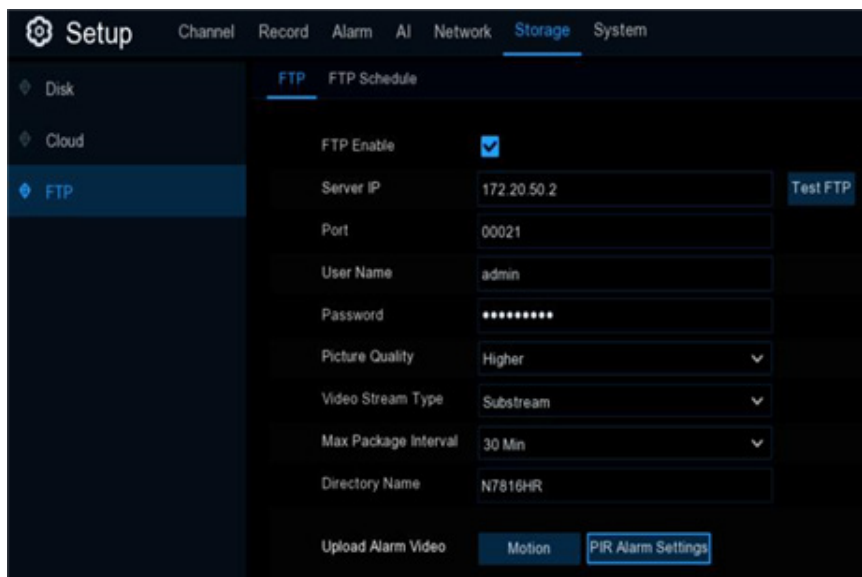 Setup Channel Record Alarm AI Network Storage System
Disk
Cloud
FTP
FTP FTP Schedule
FTP Enable
Server IP 172.20.50.2 Test FTP
Port 00021
User Name admin
Password •••••••••
Picture Quality Higher
Video Stream Type Substream
Max Package Interval 30 Min
Directory Name N7816HR
Upload Alarm Video Motion PIR Alarm Settings